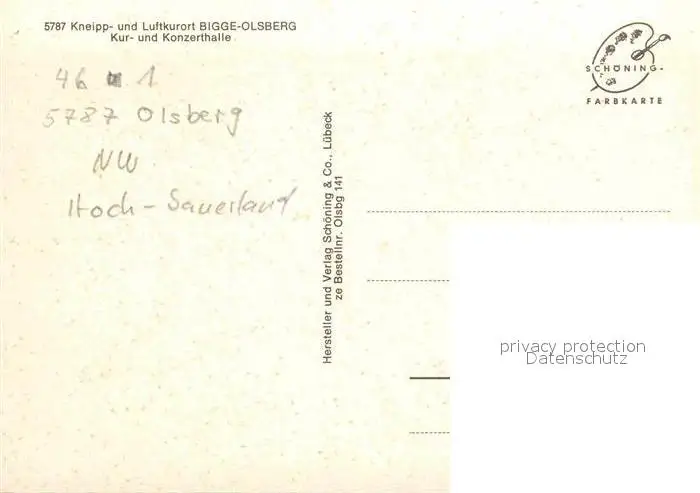 5787 Kneipp- und Luftkurort BIGGE-OLSBERG
Kur- und Konzerthalle
SCHÖNING-
FARBKARTE
46 1
5787 Olsberg
NW
Hoch-Sauerland
Hersteller und Verlag Schöning & Co., Lübeck
ze Bestellnr. Olsbg 141
privacy protection
Datenschutz